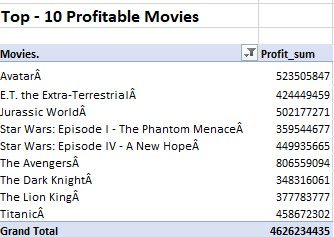 Top - 10 Profitable Movies
Movies. Profit_sum
AvatarÂ 523505847
E.T. the Extra-TerrestrialÂ 424449459
Jurassic WorldÂ 502177271
Star Wars: Episode I - The Phantom MenaceÂ 359544677
Star Wars: Episode IV - A New HopeÂ 449935665
The AvengersÂ 806559094
The Dark KnightÂ 348316061
The Lion KingÂ 377783777
TitanicÂ 458672302
Grand Total 4626234435